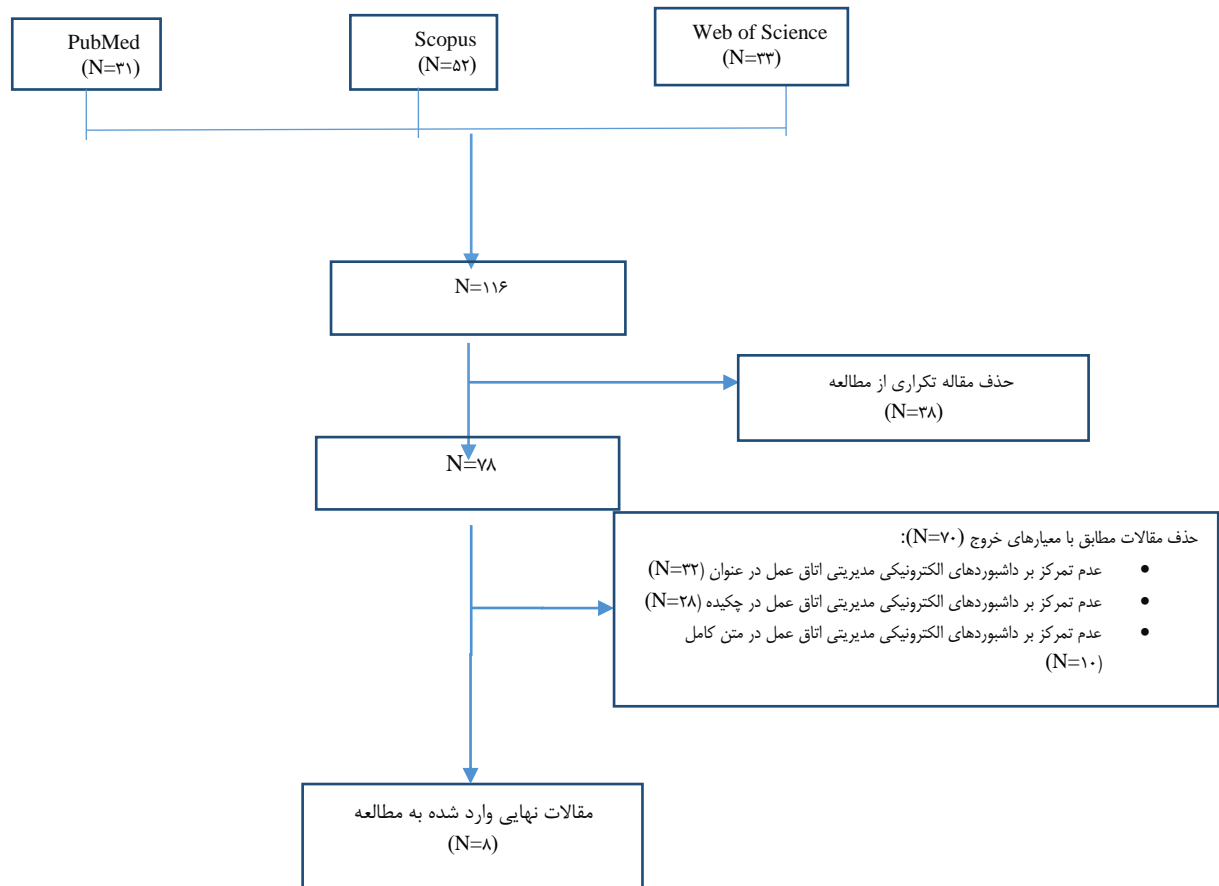 PubMed
(N=۳۱)
Scopus
(N=۵۲)
Web of Science
(N=۳۳)
N=۱۱۶
حذف مقاله تکراری از مطالعه
(N=۳۸)
N=۷۸
حذف مقالات مطابق با معیارهای خروج (N=۷۰):
• عدم تمرکز بر داشبوردهای الکترونیکی مدیریتی اتاق عمل در عنوان (N=۳۲)
• عدم تمرکز بر داشبوردهای الکترونیکی مدیریتی اتاق عمل در چکیده (N=۲۸)
• عدم تمرکز بر داشبوردهای الکترونیکی مدیریتی اتاق عمل در متن کامل
(N=۱۰)
مقالات نهایی وارد شده به مطالعه
(N=۸)